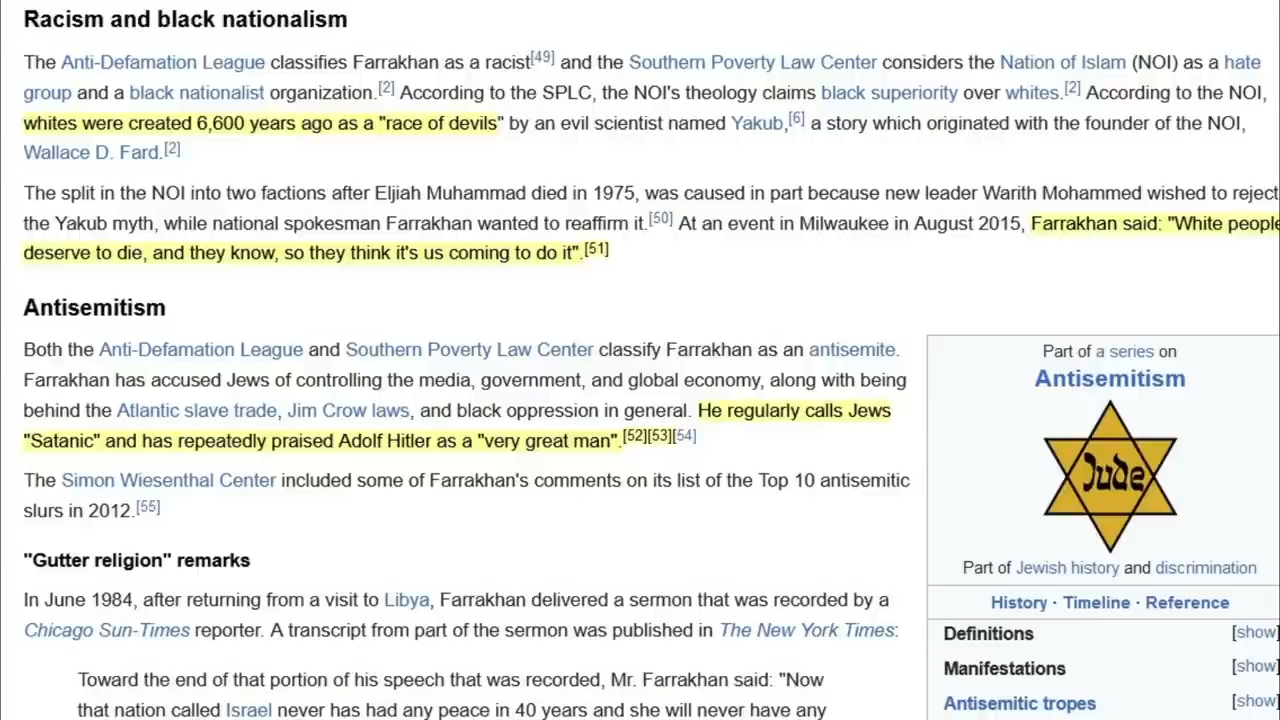 Racism and black nationalism
The Anti-Defamation League classifies Farrakhan as a racist[49] and the Southern Poverty Law Center considers the Nation of Islam (NOI) as a hate
group and a black nationalist organization.[2] According to the SPLC, the NOI's theology claims black superiority over whites.[2] According to the NOI,
whites were created 6,600 years ago as a "race of devils" by an evil scientist named Yakub,[6] a story which originated with the founder of the NOI,
Wallace D. Fard.[2]
The split in the NOI into two factions after Eljiah Muhammad died in 1975, was caused in part because new leader Warith Mohammed wished to reject
the Yakub myth, while national spokesman Farrakhan wanted to reaffirm it.[50] At an event in Milwaukee in August 2015, Farrakhan said: "White people
deserve to die, and they know, so they think it's us coming to do it".[51]
Antisemitism
Both the Anti-Defamation League and Southern Poverty Law Center classify Farrakhan as an antisemite.
Farrakhan has accused Jews of controlling the media, government, and global economy, along with being
behind the Atlantic slave trade, Jim Crow laws, and black oppression in general. He regularly calls Jews
"Satanic" and has repeatedly praised Adolf Hitler as a "very great man".[52][53][54]
The Simon Wiesenthal Center included some of Farrakhan's comments on its list of the Top 10 antisemitic
slurs in 2012.[55]
"Gutter religion" remarks
In June 1984, after returning from a visit to Libya, Farrakhan delivered a sermon that was recorded by a
Chicago Sun-Times reporter. A transcript from part of the sermon was published in The New York Times:
Toward the end of that portion of his speech that was recorded, Mr. Farrakhan said: "Now
that nation called Israel never has had any peace in 40 years and she will never have any
Part of a series on
Antisemitism
Jude
Part of Jewish history and discrimination
History · Timeline · Reference
Definitions [show]
Manifestations [show]
Antisemitic tropes [show]